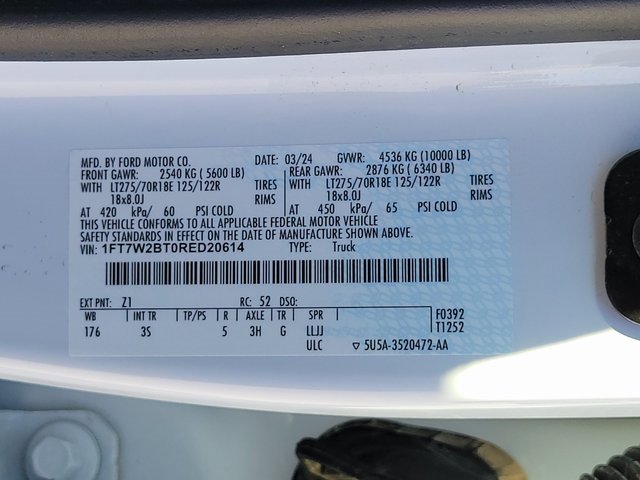 MFD. BY FORD MOTOR CO. DATE: 03/24 GVWR: 4536 KG (10000 LB)
FRONT GAWR: 2540 KG ( 5600 LB) REAR GAWR: 2876 KG ( 6340 LB)
WITH LT275/70R18E 125/122R TIRES WITH LT275/70R18E 125/122R TIRES
18x8.0J RIMS 18x8.0J RIMS
AT 420 kPa/ 60 PSI COLD AT 450 kPa/ 65 PSI COLD
THIS VEHICLE CONFORMS TO ALL APPLICABLE FEDERAL MOTOR VEHICLE
SAFETY STANDARDS IN EFFECT ON THE DATE OF MANUFACTURE SHOWN ABOVE.
VIN: 1FT7W2BT0RED20614 TYPE: Truck
EXT PNT: Z1 RC: 52 DSO:
WB INT TR TP/PS R AXLE TR SPR F0392
176 3S 5 3H G LLJJ T1252
ULC ▽ 5U5A-3520472-AA